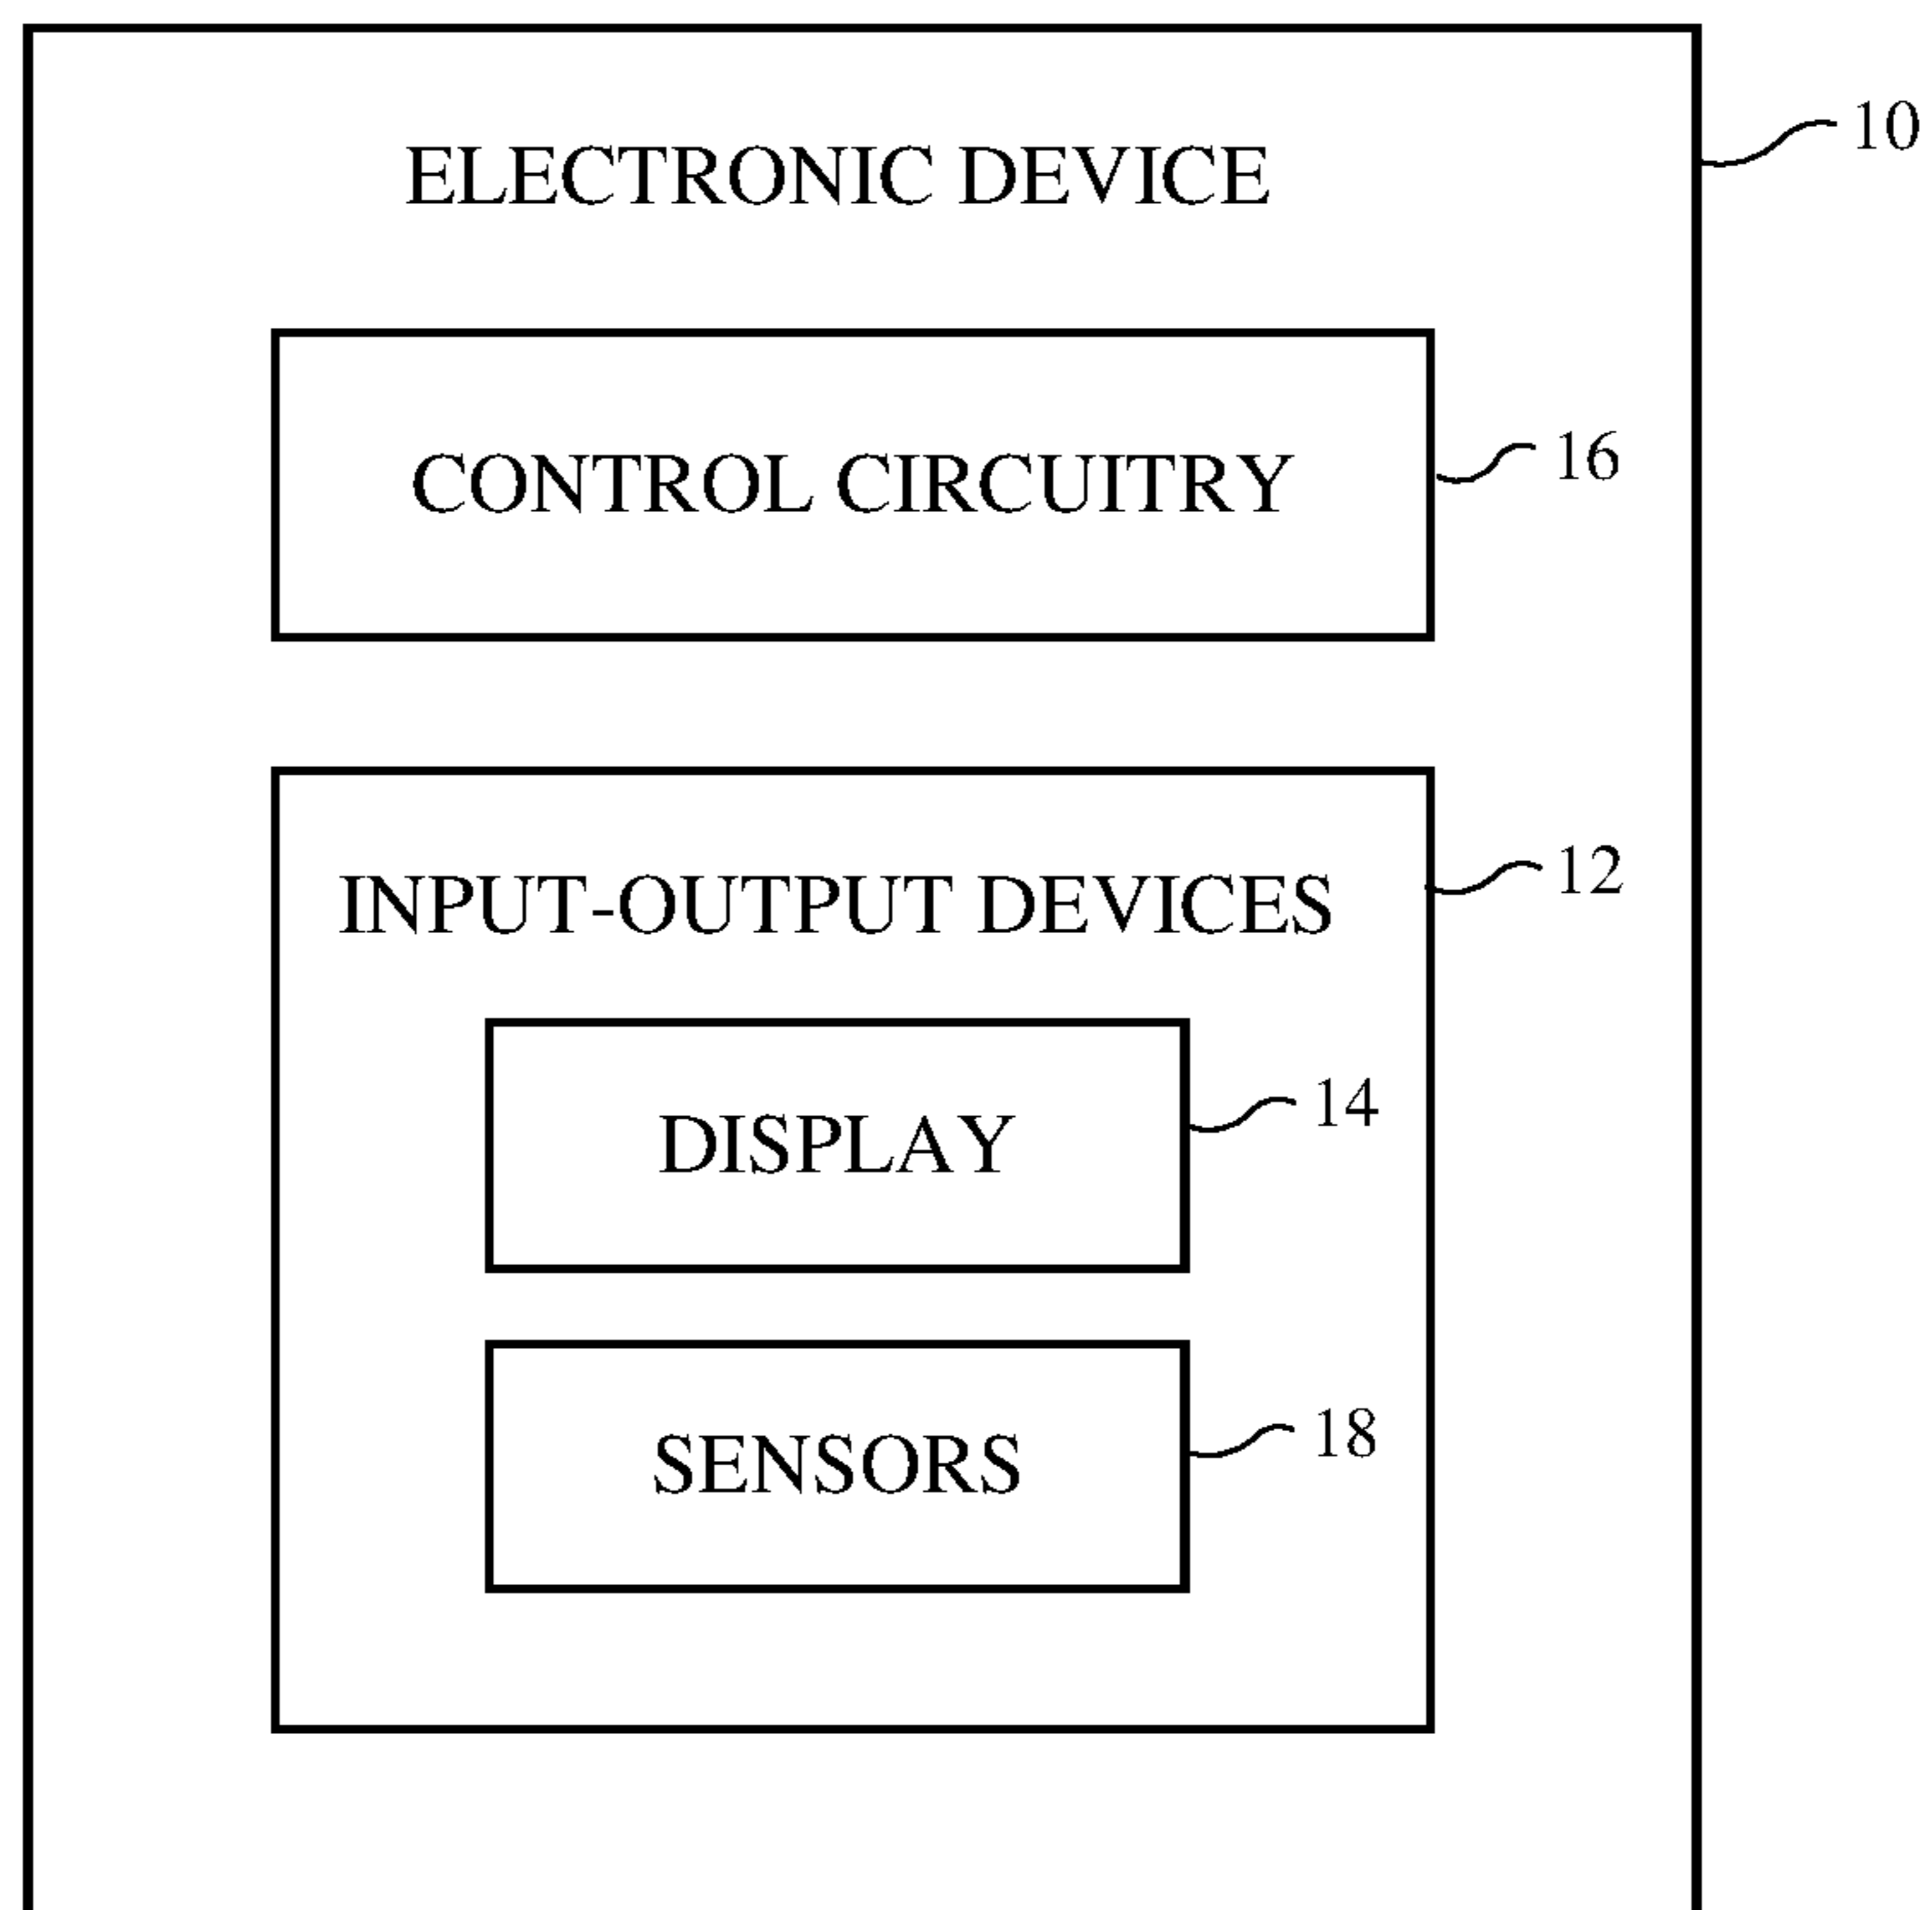 ELECTRONIC DEVICE
10
CONTROL CIRCUITRY
16
INPUT-OUTPUT DEVICES
12
DISPLAY
14
SENSORS
18